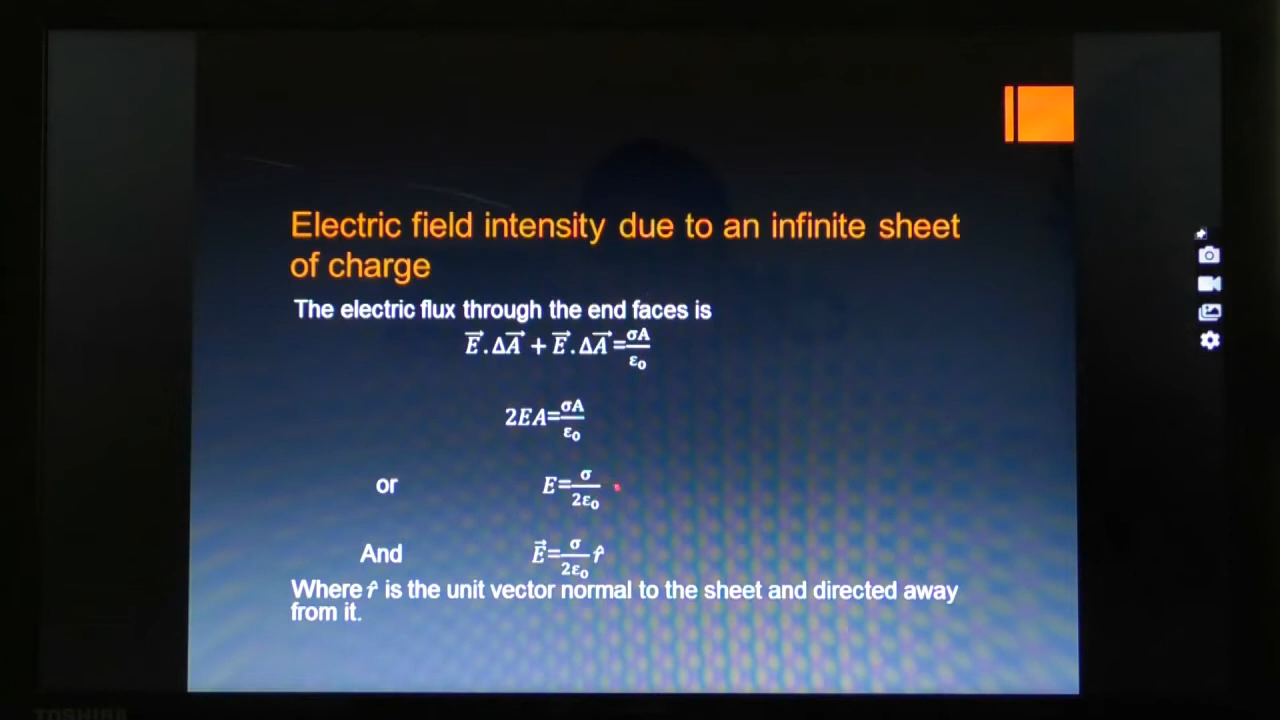 Electric field intensity due to an infinite sheet
of charge
The electric flux through the end faces is
E⃗.ΔA⃗ + E⃗.ΔA⃗=σA/ε₀
2EA=σA/ε₀
or E=σ/2ε₀
And E⃗=σ/2ε₀ r̂
Where r̂ is the unit vector normal to the sheet and directed away
from it.
TOSHIBA